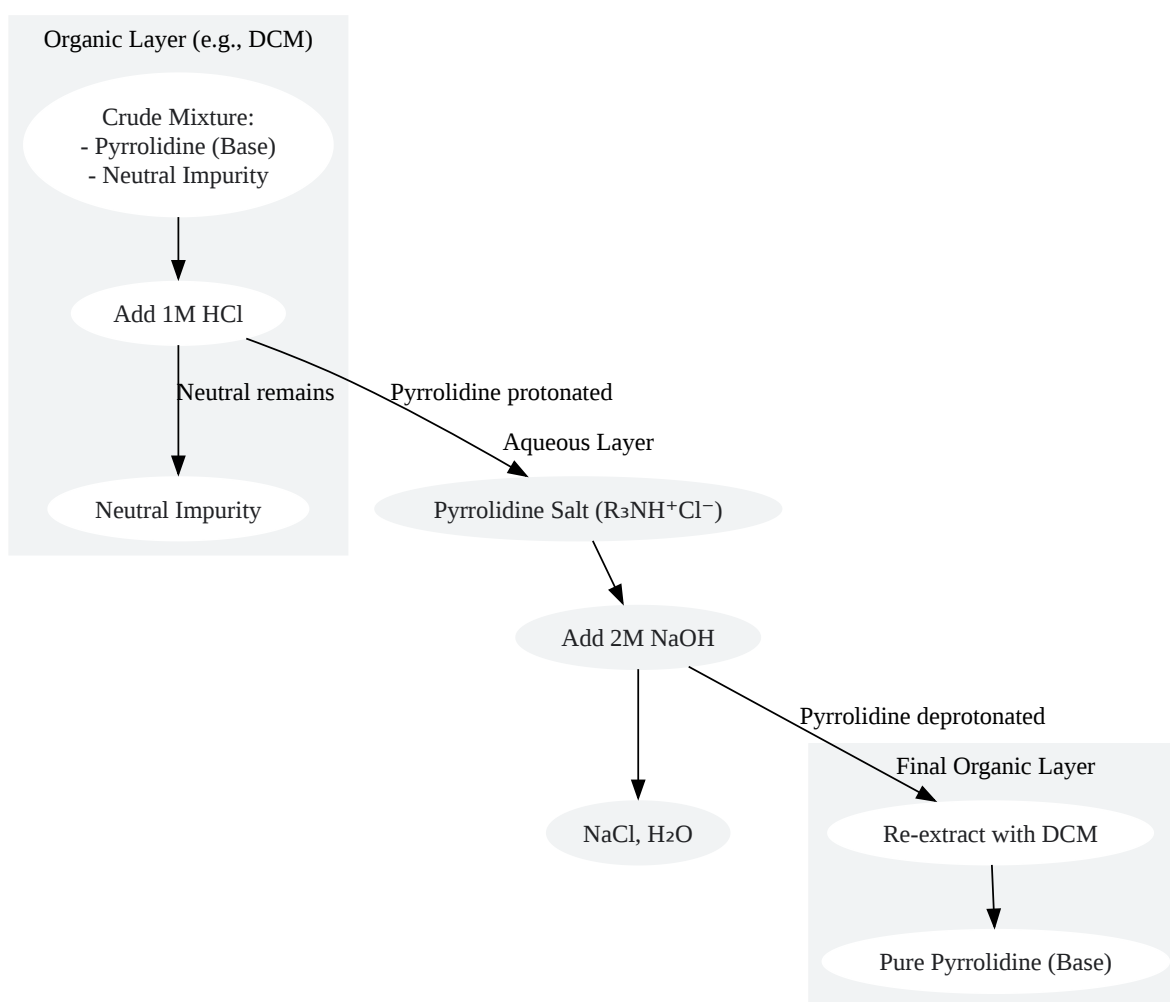 Organic Layer (e.g., DCM)
Crude Mixture:
- Pyrrolidine (Base)
- Neutral Impurity
Add 1M HCl
Neutral remains
Pyrrolidine protonated
Aqueous Layer
Neutral Impurity
Pyrrolidine Salt (R₃NH⁺Cl⁻)
Add 2M NaOH
Pyrrolidine deprotonated
Final Organic Layer
NaCl, H₂O
Re-extract with DCM
Pure Pyrrolidine (Base)